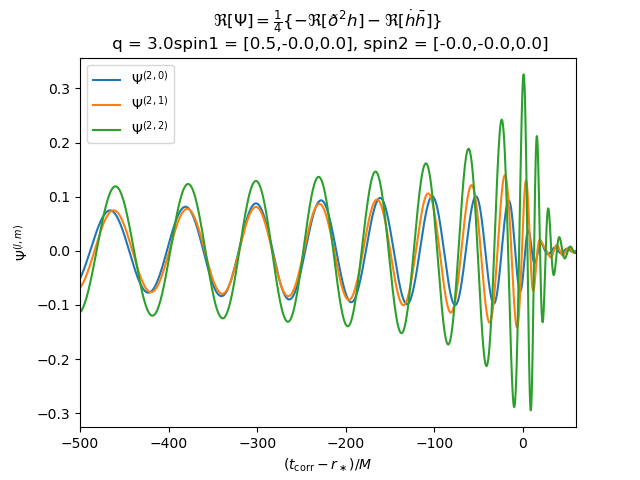 ℜ[Ψ] = 1/4{−ℜ[ð²h] − ℜ[ḣh̄]}
q = 3.0spin1 = [0.5,-0.0,0.0], spin2 = [-0.0,-0.0,0.0]
Ψ^(2,0)
Ψ^(2,1)
Ψ^(2,2)
Ψ^(l,m)
0.3
0.2
0.1
0.0
−0.1
−0.2
−0.3
−500
−400
−300
−200
−100
0
(t_corr − r_∗)/M